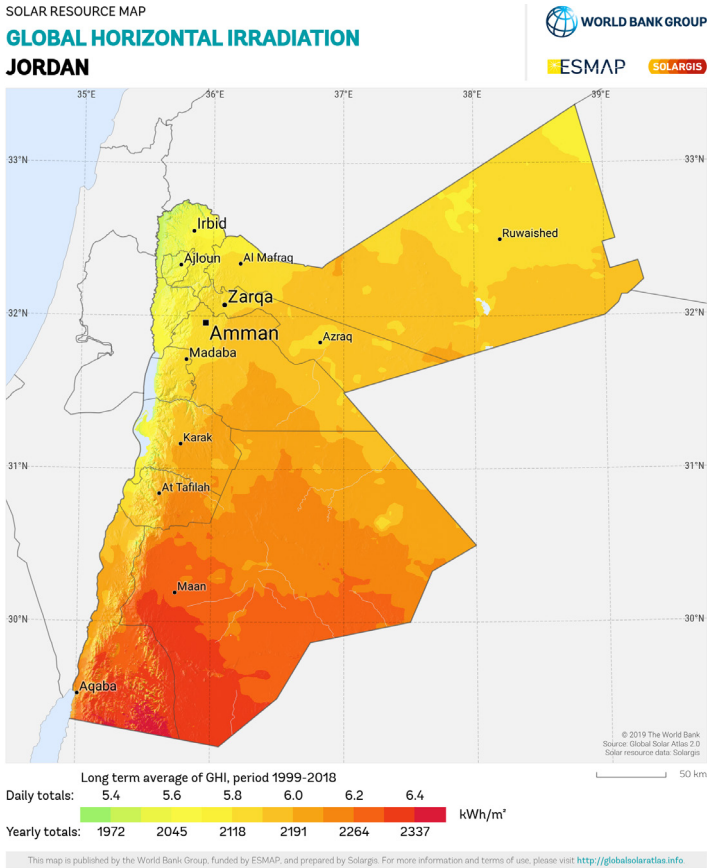 SOLAR RESOURCE MAP
GLOBAL HORIZONTAL IRRADIATION
JORDAN
WORLD BANK GROUP
ESMAP
SOLARGIS
35°E 36°E 37°E 38°E 39°E
33°N 33°N
Irbid
Ruwaished
Ajloun
Al Mafraq
Zarqa
32°N 32°N
Amman
Azraq
Madaba
Karak
31°N 31°N
At Tafilah
Maan
30°N 30°N
Aqaba
© 2019 The World Bank
Source: Global Solar Atlas 2.0
Solar resource data: Solargis
50 km
Long term average of GHI, period 1999-2018
Daily totals: 5.4 5.6 5.8 6.0 6.2 6.4
kWh/m²
Yearly totals: 1972 2045 2118 2191 2264 2337
This map is published by the World Bank Group, funded by ESMAP, and prepared by Solargis. For more information and terms of use, please visit http://globalsolaratlas.info.